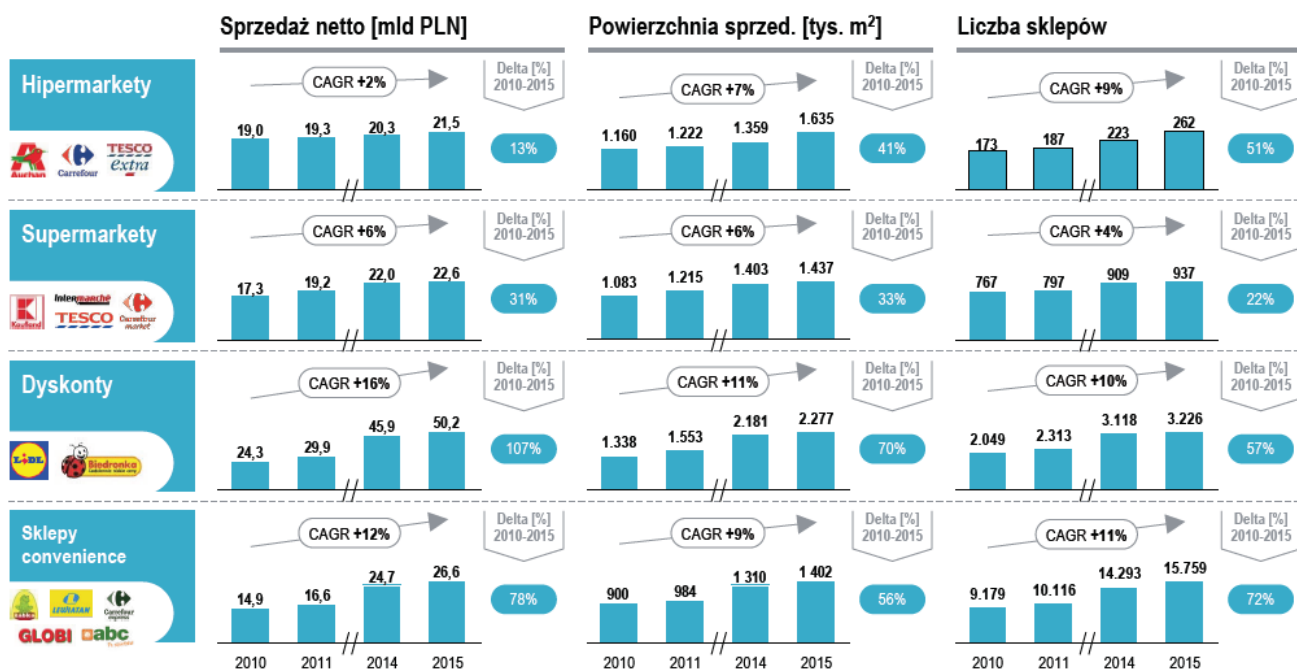 Sprzedaż netto [mld PLN]
Powierzchnia sprzed. [tys. m²]
Liczba sklepów
Hipermarkety
Auchan
Carrefour
TESCO
extra
CAGR +2%
Delta [%]
2010-2015
19,0 19,3 20,3 21,5
13%
CAGR +7%
Delta [%]
2010-2015
1.160 1.222 1.359 1.635
41%
CAGR +9%
Delta [%]
2010-2015
173 187 223 262
51%
Supermarkety
Kaufland
Intermarché
TESCO
Carrefour
market
CAGR +6%
Delta [%]
2010-2015
17,3 19,2 22,0 22,6
31%
CAGR +6%
Delta [%]
2010-2015
1.083 1.215 1.403 1.437
33%
CAGR +4%
Delta [%]
2010-2015
767 797 909 937
22%
Dyskonty
LIDL
Biedronka
CAGR +16%
Delta [%]
2010-2015
24,3 29,9 45,9 50,2
107%
CAGR +11%
Delta [%]
2010-2015
1.338 1.553 2.181 2.277
70%
CAGR +10%
Delta [%]
2010-2015
2.049 2.313 3.118 3.226
57%
Sklepy
convenience
LEWIATAN
Carrefour
express
GLOBI
abc
CAGR +12%
Delta [%]
2010-2015
14,9 16,6 24,7 26,6
78%
CAGR +9%
Delta [%]
2010-2015
900 984 1 310 1 402
56%
CAGR +11%
Delta [%]
2010-2015
9.179 10.116 14.293 15.759
72%
2010 2011 2014 2015
2010 2011 2014 2015
2010 2011 2014 2015